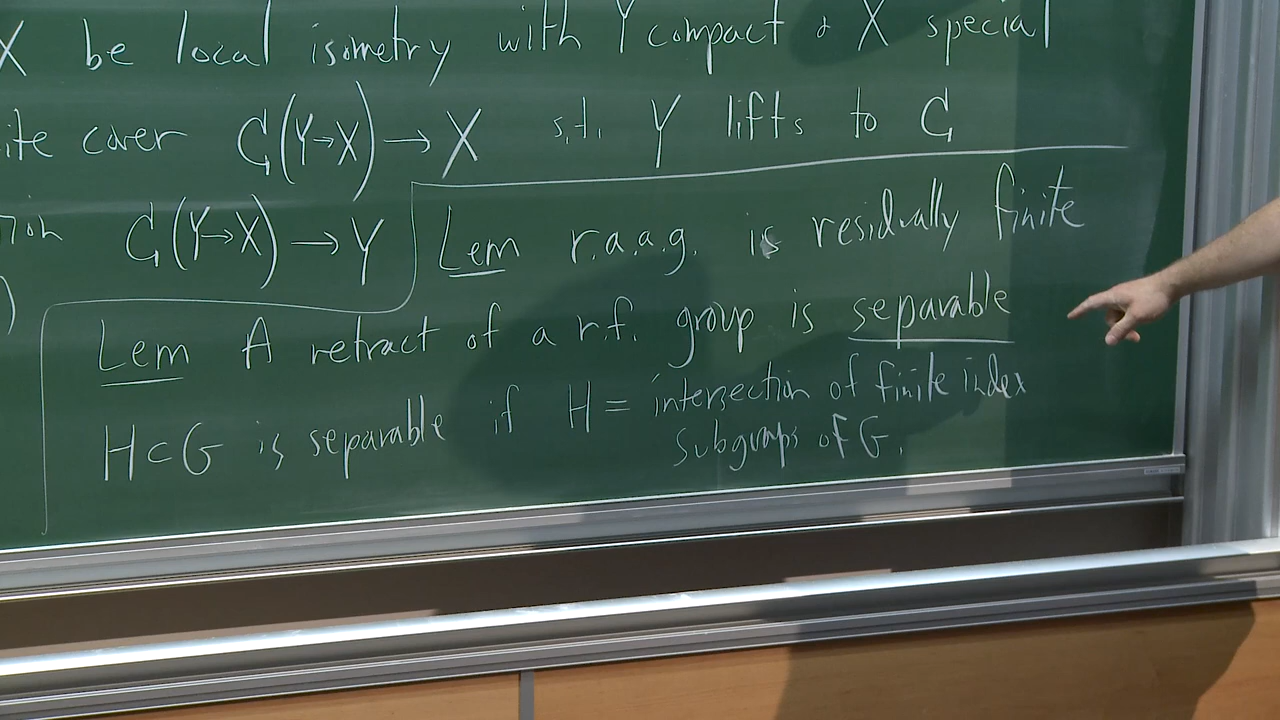 X be local isometry with Y compact & X special
ite cover C(Y→X) → X s.t. Y lifts to C
C(Y→X) → Y
Lem r.a.a.g. is residually finite
Lem A retract of a r.f. group is separable
H ⊂ G is separable if H = intersection of finite index
subgroups of G.